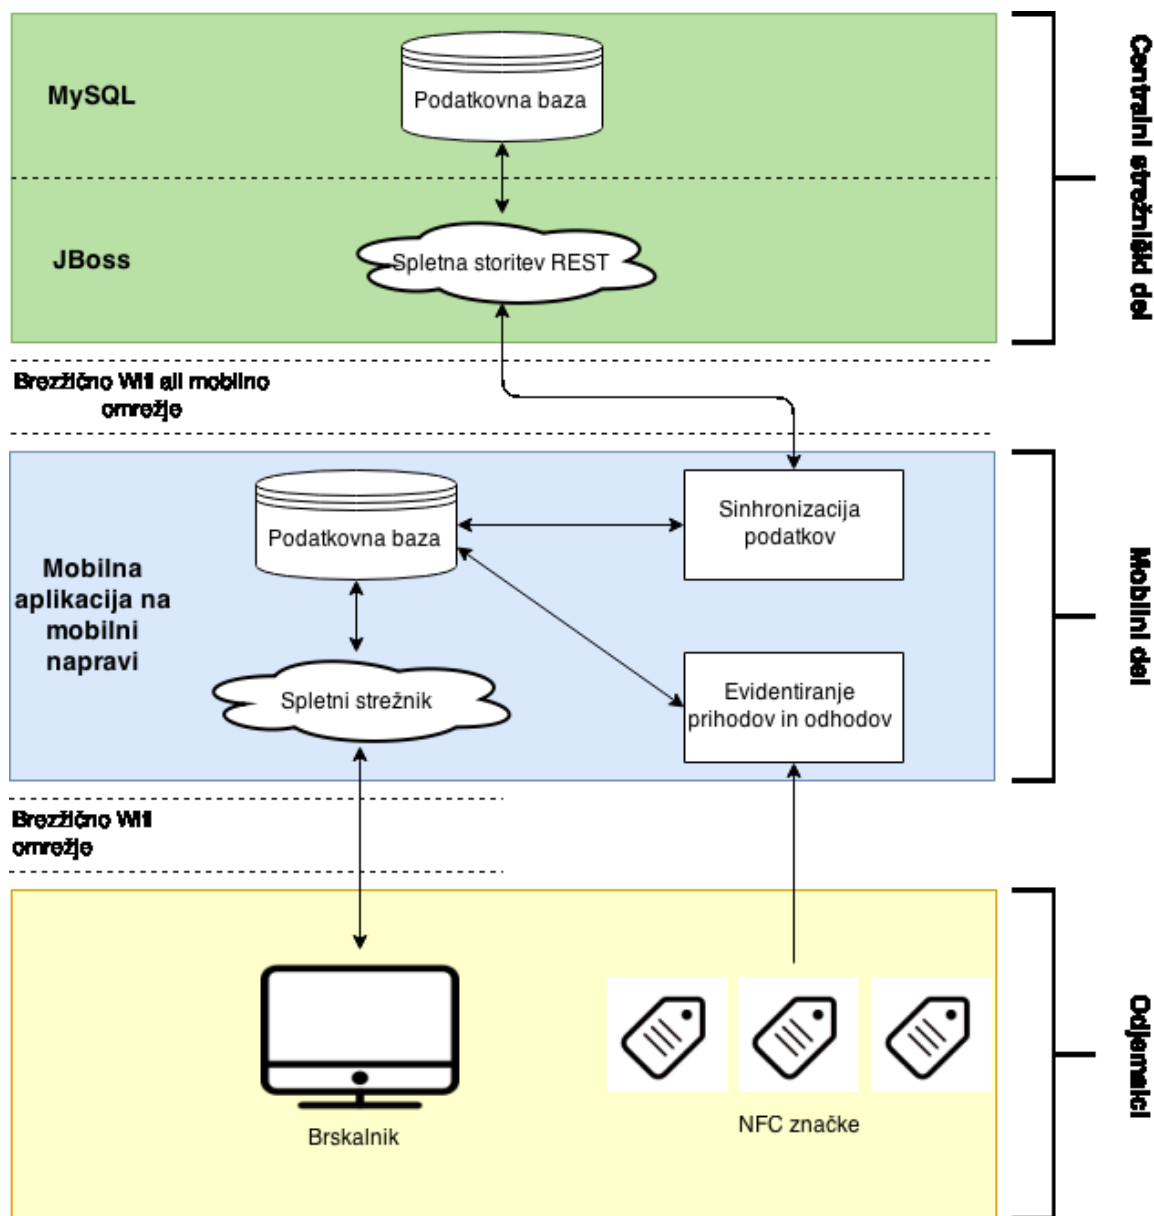 MySQL
Podatkovna baza
JBoss
Spletna storitev REST
Centralni strežniški del
Brezžično Wifi ali mobilno
omrežje
Podatkovna baza
Sinhronizacija
podatkov
Mobilna
aplikacija na
mobilni
napravi
Spletni strežnik
Evidentiranje
prihodov in odhodov
Mobilni del
Brezžično Wifi
omrežje
Brskalnik
NFC značke
Odjemalci